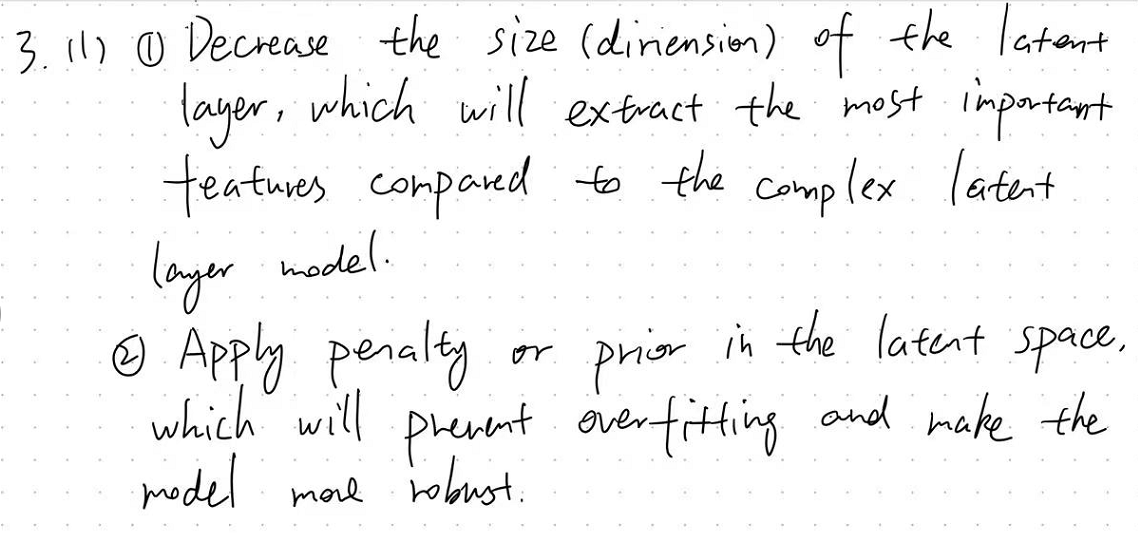 3. (1) ① Decrease the size (dimension) of the latent
layer, which will extract the most important
features compared to the complex latent
layer model.
② Apply penalty or prior in the latent space,
which will prevent overfitting and make the
model more robust.